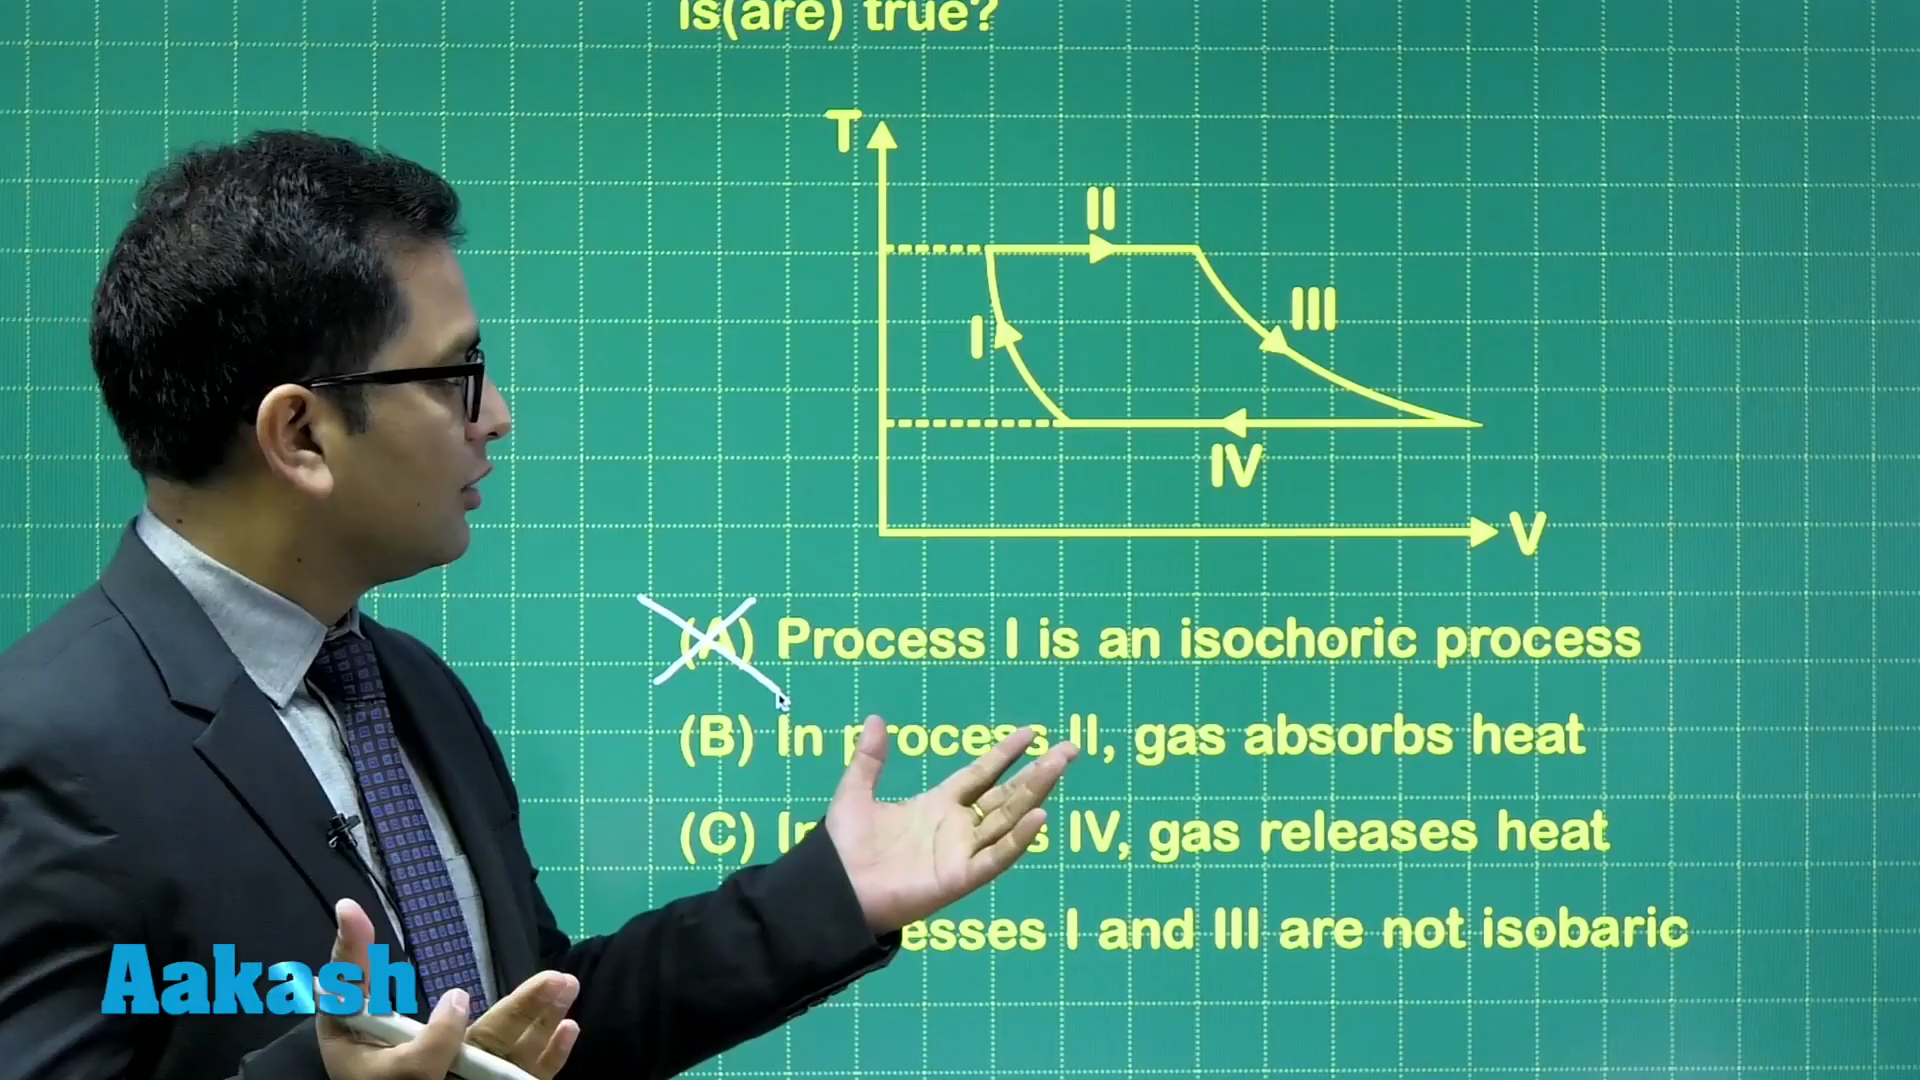 is(are) true?
T
II
III
I
IV
V
(A) Process I is an isochoric process
(B) In process II, gas absorbs heat
(C) IV, gas releases heat
I and III are not isobaric
Aakash